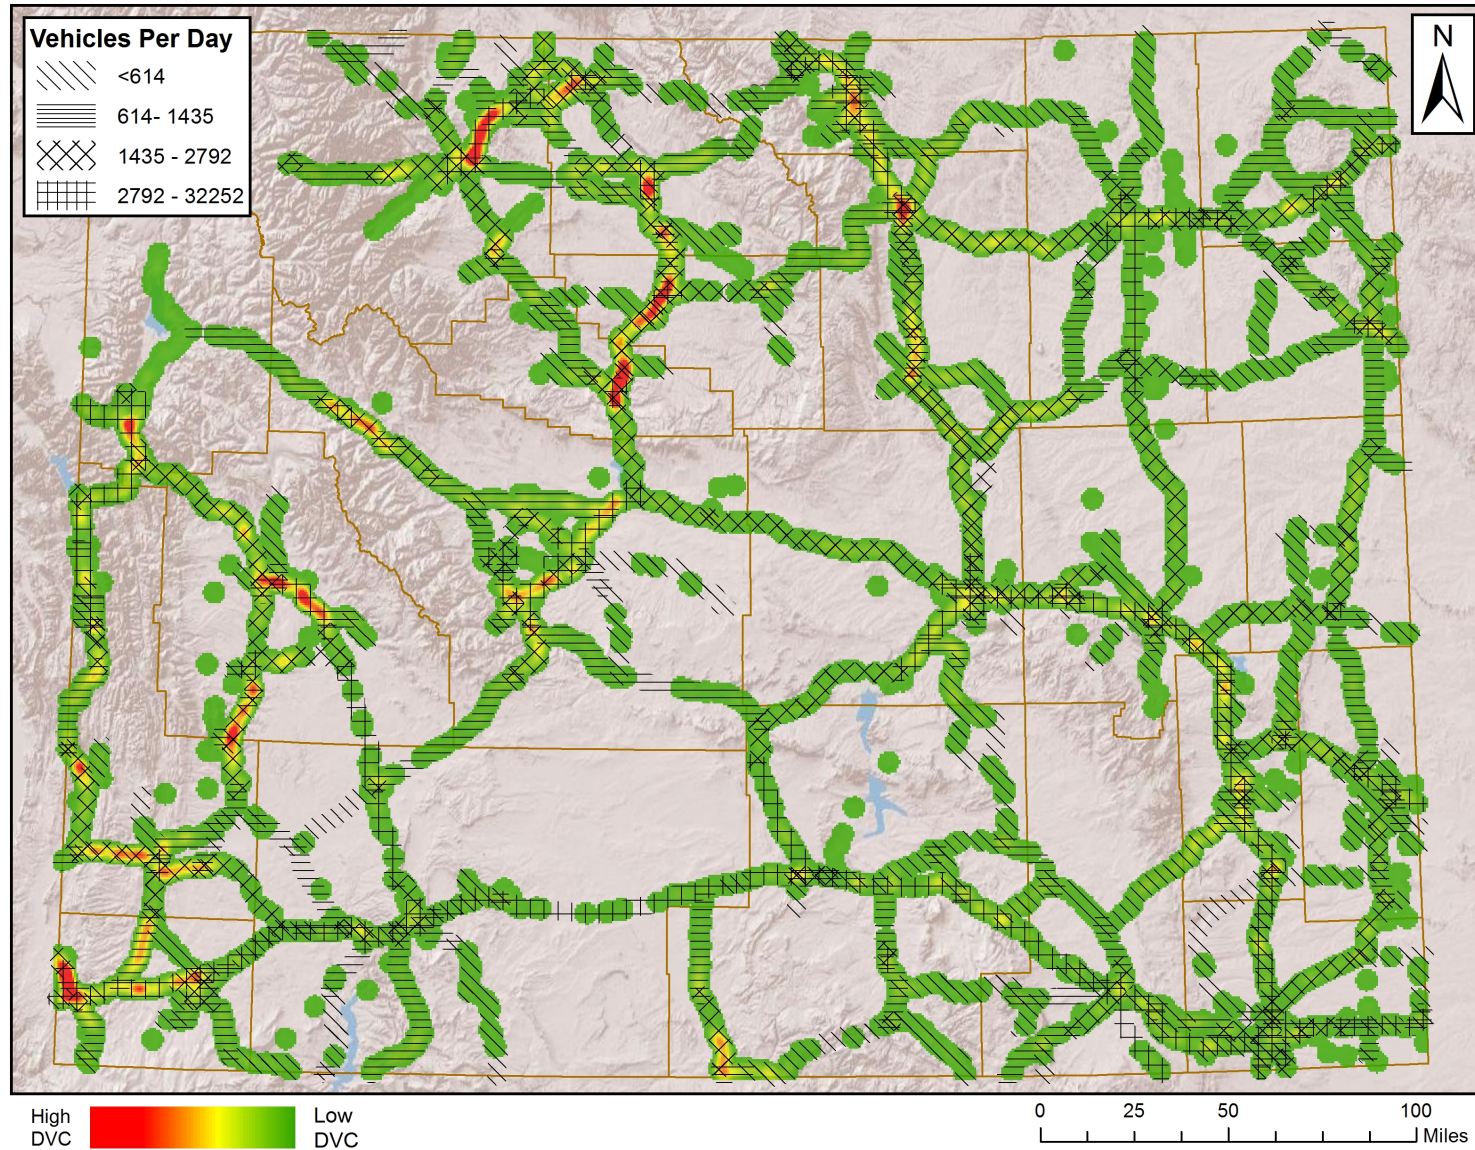 Vehicles Per Day
<614
614- 1435
1435 - 2792
2792 - 32252
N
High
DVC
Low
DVC
0 25 50 100
Miles